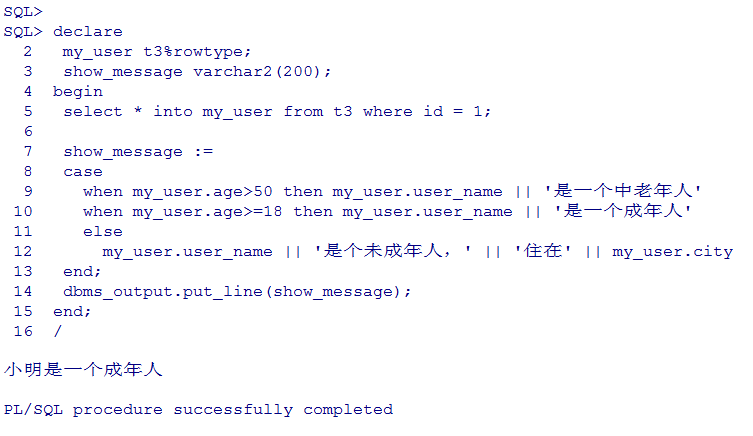 SQL>
SQL> declare
  2   my_user t3%rowtype;
  3   show_message varchar2(200);
  4  begin
  5   select * into my_user from t3 where id = 1;
  6
  7   show_message :=
  8   case
  9     when my_user.age>50 then my_user.user_name || '是一个中老年人'
 10     when my_user.age>=18 then my_user.user_name || '是一个成年人'
 11     else
 12       my_user.user_name || '是个未成年人，' || '住在' || my_user.city
 13   end;
 14   dbms_output.put_line(show_message);
 15  end;
 16  /
小明是一个成年人
PL/SQL procedure successfully completed